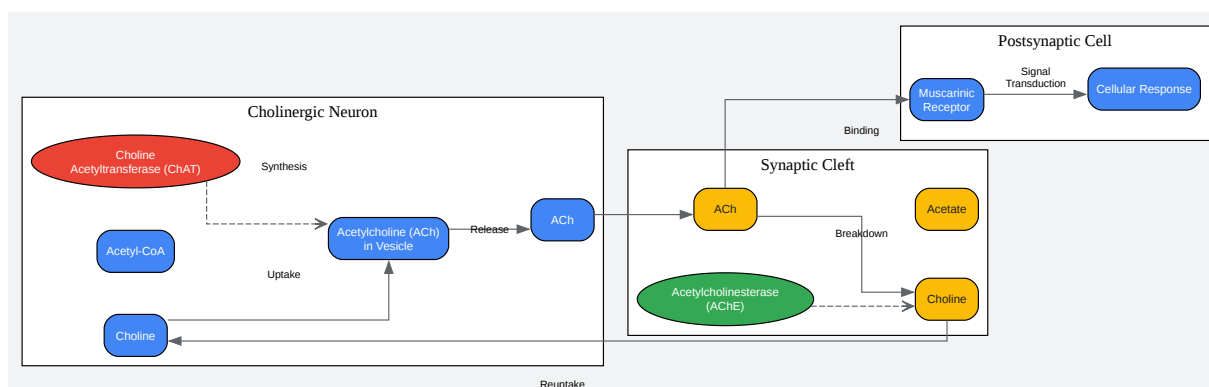 Postsynaptic Cell
Signal
Transduction
Muscarinic
Receptor
Cellular Response
Cholinergic Neuron
Binding
Choline
Acetyltransferase (ChAT)
Synthesis
Synaptic Cleft
ACh
Acetylcholine (ACh)
in Vesicle
Release
ACh
Acetate
Breakdown
Acetyl-CoA
Uptake
Acetylcholinesterase
(AChE)
Choline
Choline
Reuptake